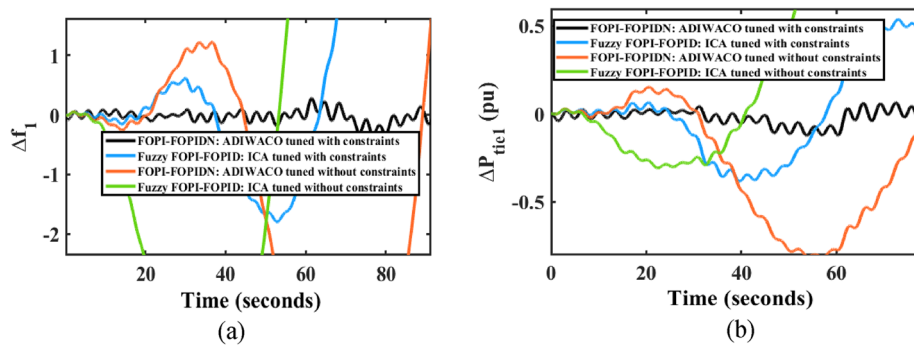 1
0
-1
-2
Δf1
FOPI-FOPIDN: ADIWACO tuned with constraints
Fuzzy FOPI-FOPID: ICA tuned with constraints
FOPI-FOPIDN: ADIWACO tuned without constraints
Fuzzy FOPI-FOPID: ICA tuned without constraints
20 40 60 80
Time (seconds)
(a)
0.5
0
-0.5
ΔPtie1 (pu)
FOPI-FOPIDN: ADIWACO tuned with constraints
Fuzzy FOPI-FOPID: ICA tuned with constraints
FOPI-FOPIDN: ADIWACO tuned without constraints
Fuzzy FOPI-FOPID: ICA tuned without constraints
0 20 40 60
Time (seconds)
(b)